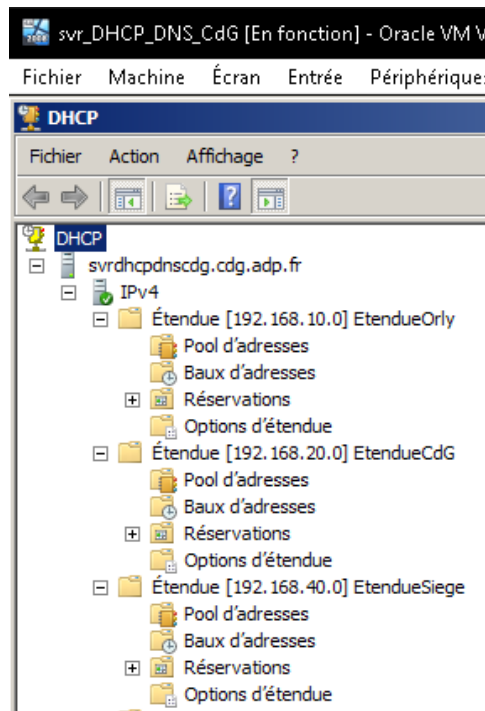 svr_DHCP_DNS_CdG [En fonction] - Oracle VM V
Fichier Machine Écran Entrée Périphérique
DHCP
Fichier Action Affichage ?
DHCP
svrdhcpdnscdg.cdg.adp.fr
IPv4
Étendue [192.168.10.0] EtendueOrly
Pool d'adresses
Baux d'adresses
Réservations
Options d'étendue
Étendue [192.168.20.0] EtendueCdG
Pool d'adresses
Baux d'adresses
Réservations
Options d'étendue
Étendue [192.168.40.0] EtendueSiege
Pool d'adresses
Baux d'adresses
Réservations
Options d'étendue